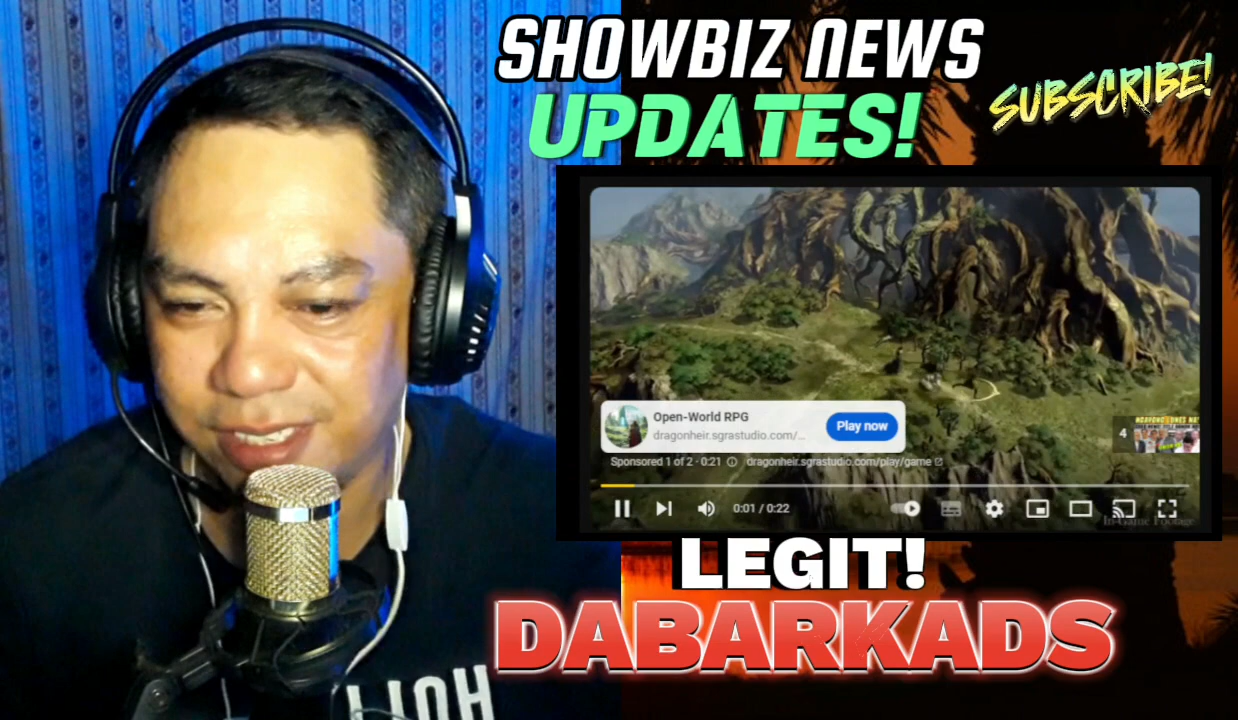 SHOWBIZ NEWS
UPDATES!
SUBSCRIBE!
Open-World RPG
dragonheir.sgrastudio.com/...
Play now
4
Sponsored 1 of 2 · 0:21
dragonheir.sgrastudio.com/play/game
0:01 / 0:22
In-Game Footage
LEGIT!
DABARKADS